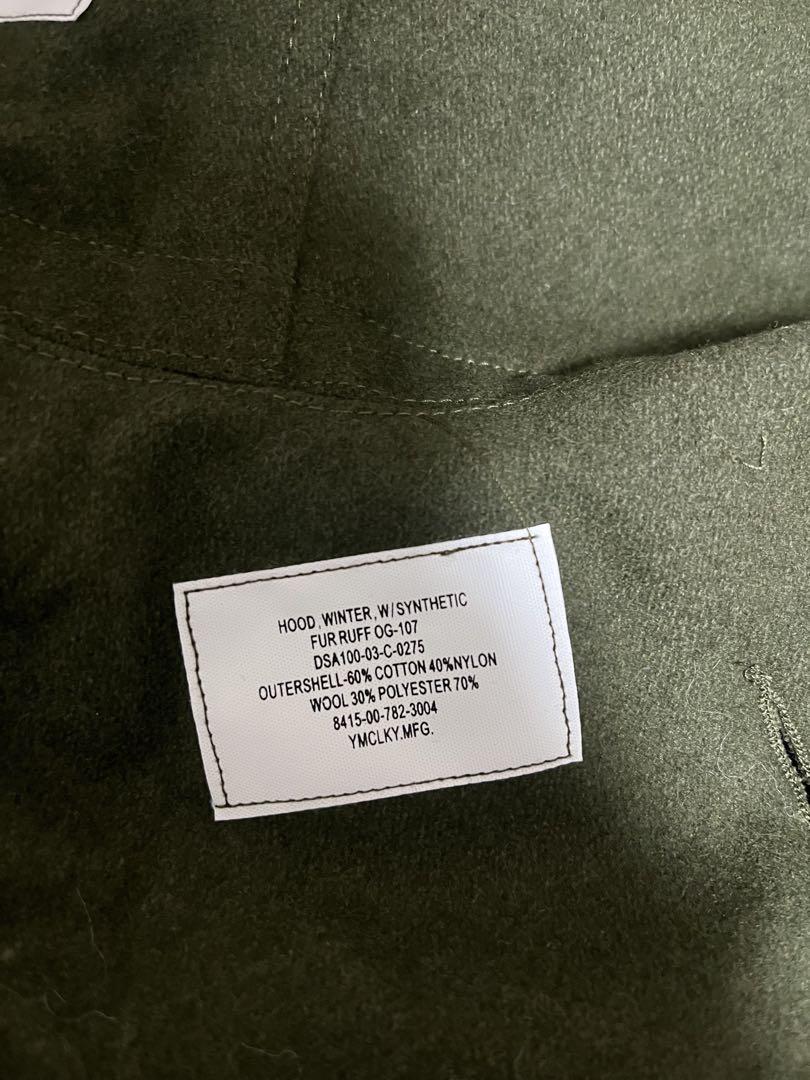 HOOD, WINTER, W/SYNTHETIC
FUR RUFF OG-107
DSA100-03-C-0275
OUTERSHELL-60% COTTON 40%NYLON
WOOL 30% POLYESTER 70%
8415-00-782-3004
YMCLKY.MFG.